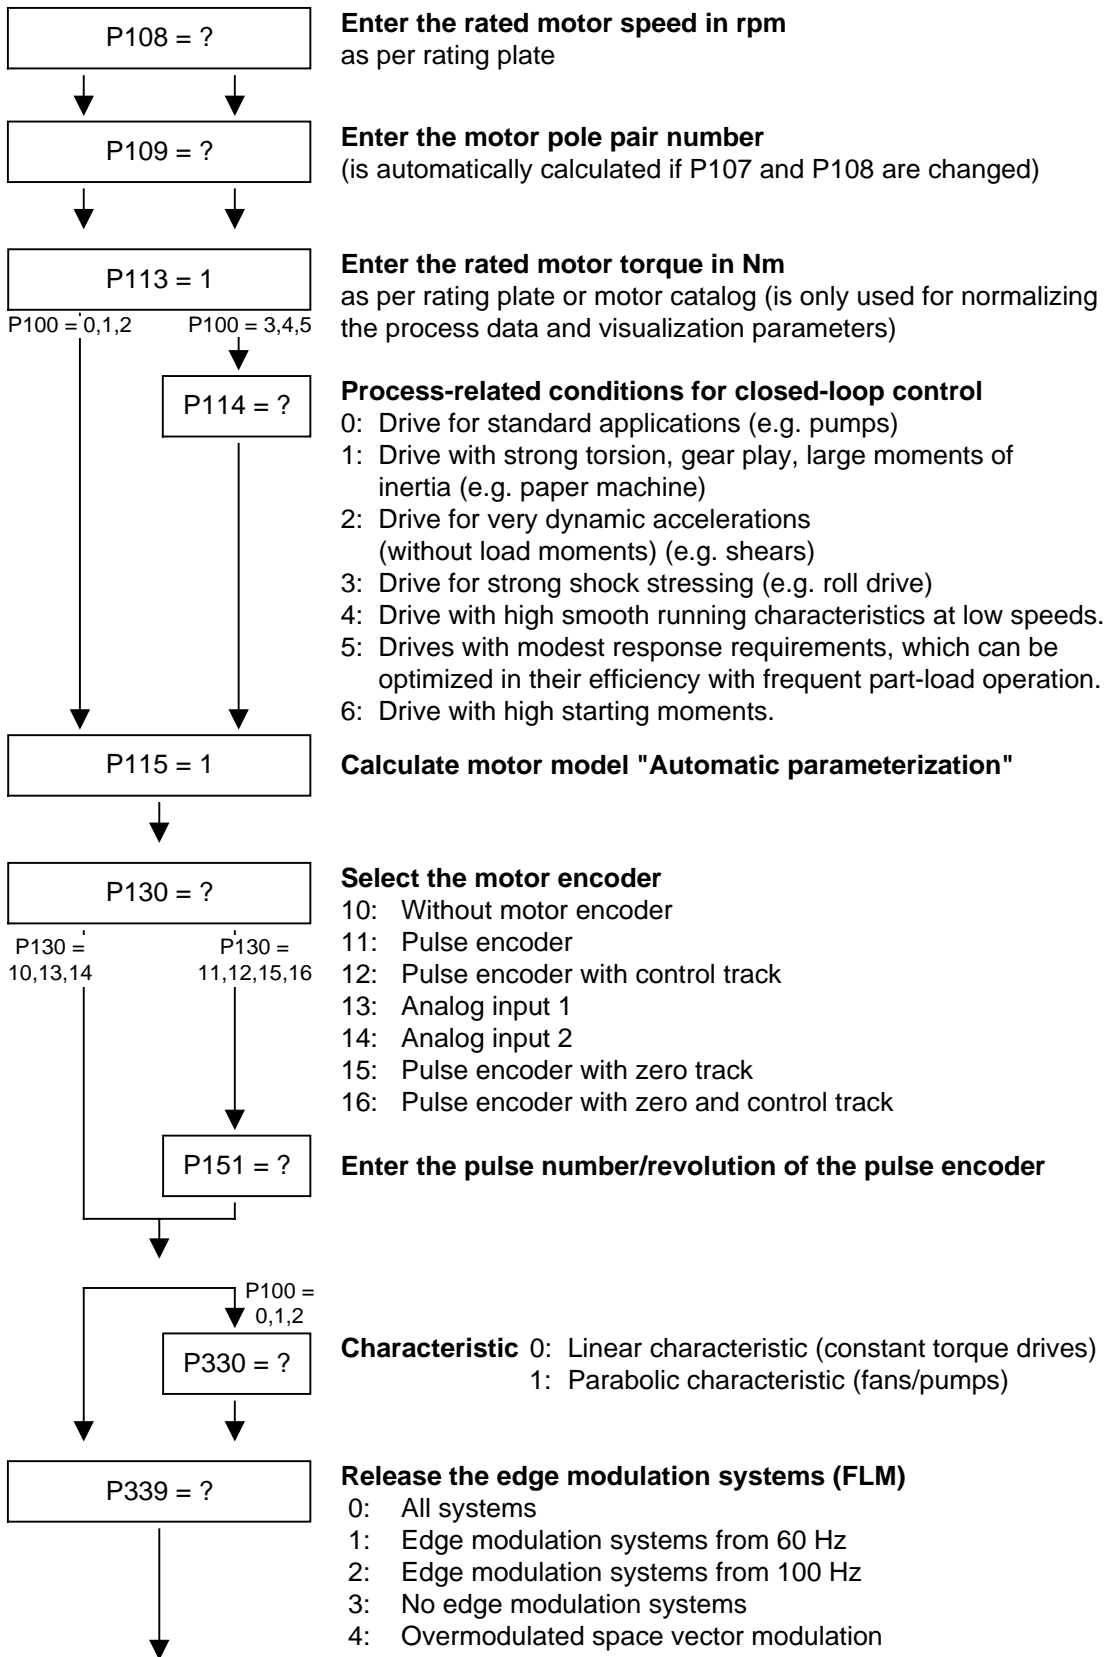 P108 = ?
Enter the rated motor speed in rpm
as per rating plate
P109 = ?
Enter the motor pole pair number
(is automatically calculated if P107 and P108 are changed)
P113 = 1
Enter the rated motor torque in Nm
as per rating plate or motor catalog (is only used for normalizing
the process data and visualization parameters)
P100 = 0,1,2
P100 = 3,4,5
P114 = ?
Process-related conditions for closed-loop control
0: Drive for standard applications (e.g. pumps)
1: Drive with strong torsion, gear play, large moments of
inertia (e.g. paper machine)
2: Drive for very dynamic accelerations
(without load moments) (e.g. shears)
3: Drive for strong shock stressing (e.g. roll drive)
4: Drive with high smooth running characteristics at low speeds.
5: Drives with modest response requirements, which can be
optimized in their efficiency with frequent part-load operation.
6: Drive with high starting moments.
P115 = 1
Calculate motor model "Automatic parameterization"
P130 = ?
Select the motor encoder
10: Without motor encoder
11: Pulse encoder
12: Pulse encoder with control track
13: Analog input 1
14: Analog input 2
15: Pulse encoder with zero track
16: Pulse encoder with zero and control track
P130 =
10,13,14
P130 =
11,12,15,16
P151 = ?
Enter the pulse number/revolution of the pulse encoder
P100 =
0,1,2
P330 = ?
Characteristic 0: Linear characteristic (constant torque drives)
1: Parabolic characteristic (fans/pumps)
P339 = ?
Release the edge modulation systems (FLM)
0: All systems
1: Edge modulation systems from 60 Hz
2: Edge modulation systems from 100 Hz
3: No edge modulation systems
4: Overmodulated space vector modulation